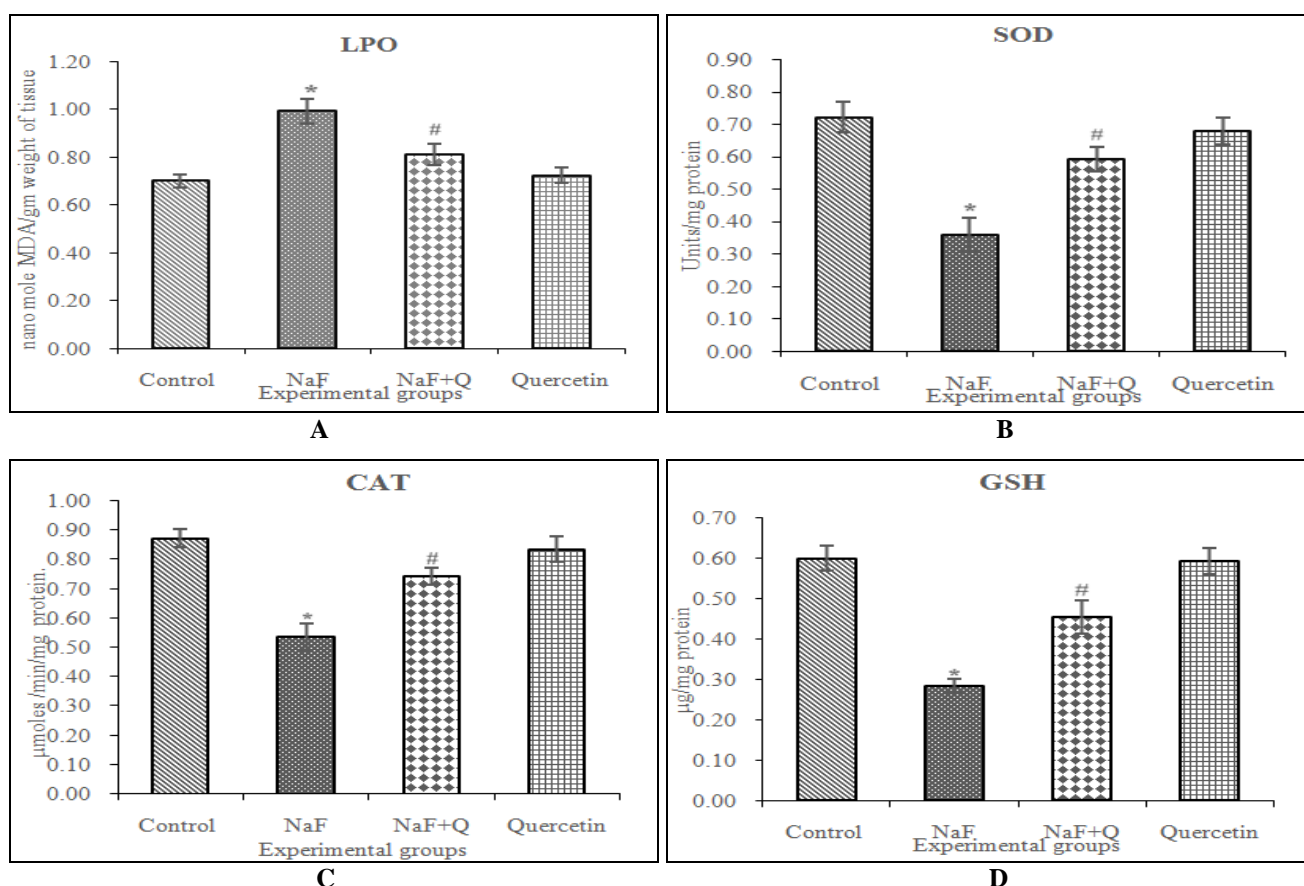 LPO
nano mole MDA/gm weight of tissue
1.20
1.00
0.80
0.60
0.40
0.20
0.00
*
#
Control NaF NaF+Q Quercetin
Experimental groups
A
SOD
Units/mg protein
0.90
0.80
0.70
0.60
0.50
0.40
0.30
0.20
0.10
0.00
*
#
Control NaF NaF+Q Quercetin
Experimental groups
B
CAT
μmoles /min/mg protein.
1.00
0.90
0.80
0.70
0.60
0.50
0.40
0.30
0.20
0.10
0.00
*
#
Control NaF NaF+Q Quercetin
Experimental groups
C
GSH
μg/mg protein
0.70
0.60
0.50
0.40
0.30
0.20
0.10
0.00
*
#
Control NaF NaF+Q Quercetin
Experimental groups
D